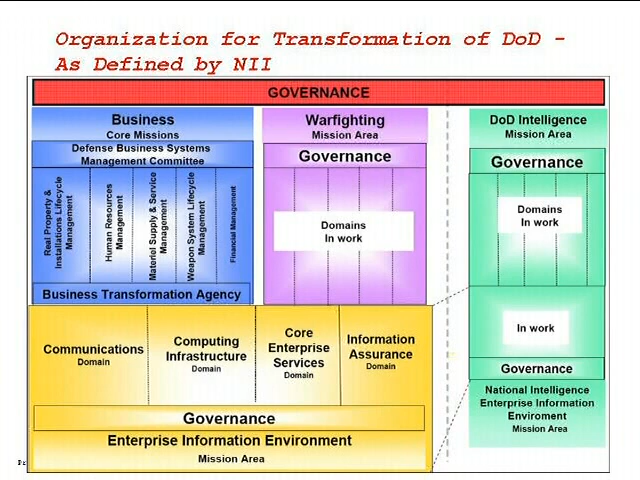 Organization for Transformation of DoD -
As Defined by NII
GOVERNANCE
Business
Core Missions
Defense Business Systems
Management Committee
Real Property &
Installations Lifecycle
Management
Human Resources
Management
Materiel Supply & Service
Management
Weapon System Lifecycle
Management
Financial Management
Business Transformation Agency
Warfighting
Mission Area
Governance
Domains
In work
DoD Intelligence
Mission Area
Governance
Domains
In work
In work
Governance
National Intelligence
Enterprise Information
Enviroment
Mission Area
Communications
Domain
Computing
Infrastructure
Domain
Core
Enterprise
Services
Domain
Information
Assurance
Domain
Governance
Enterprise Information Environment
Mission Area
Pr